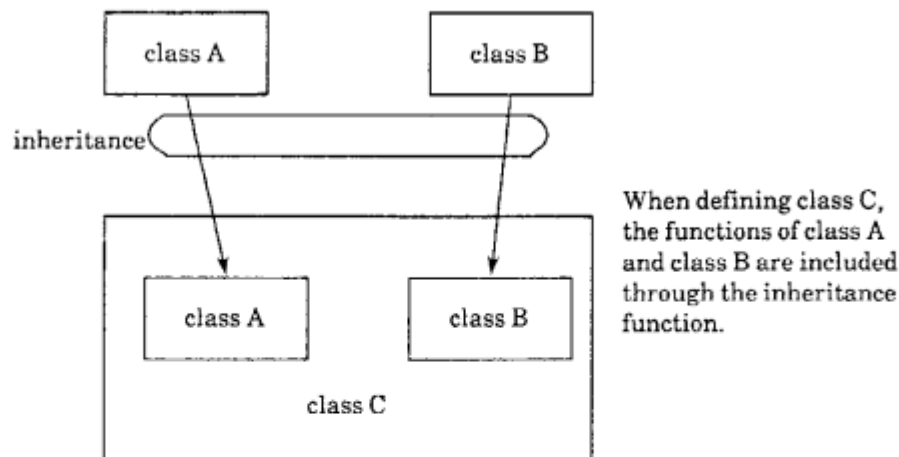 class A
class B
inheritance
When defining class C,
the functions of class A
and class B are included
through the inheritance
function.
class A
class B
class C